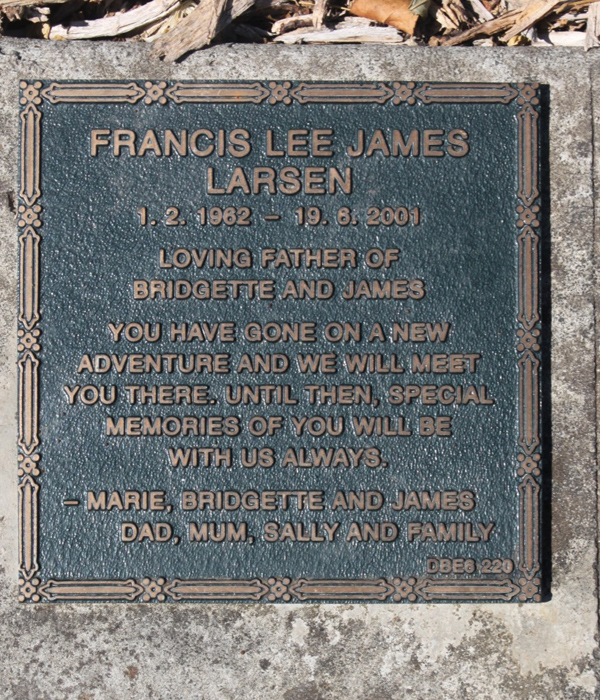 FRANCIS LEE JAMES
LARSEN
1. 2. 1962 – 19. 6. 2001
LOVING FATHER OF
BRIDGETTE AND JAMES
YOU HAVE GONE ON A NEW
ADVENTURE AND WE WILL MEET
YOU THERE. UNTIL THEN, SPECIAL
MEMORIES OF YOU WILL BE
WITH US ALWAYS.
– MARIE, BRIDGETTE AND JAMES
DAD, MUM, SALLY AND FAMILY
DBE6 220